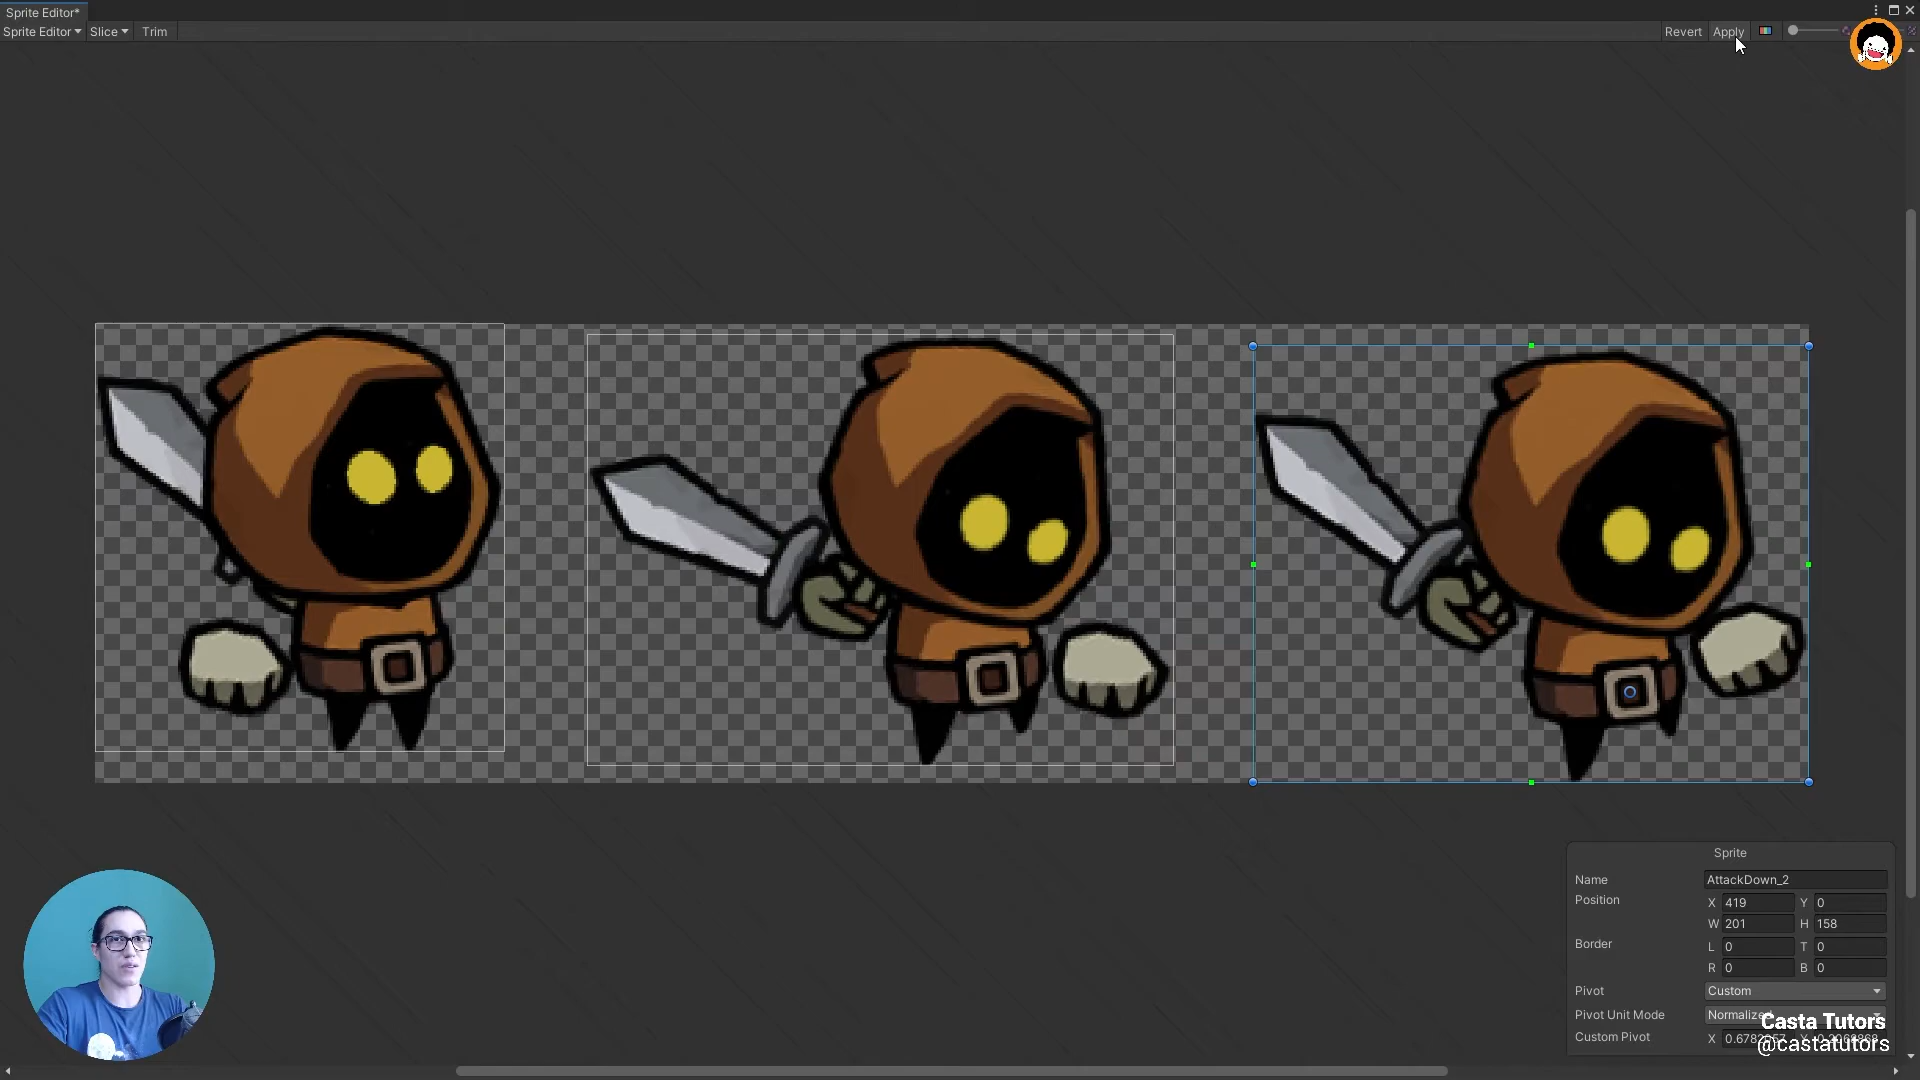 Sprite Editor*
Sprite Editor Slice Trim Revert Apply
Sprite
Name AttackDown_2
Position X 419 Y 0
W 201 H 158
Border L 0 T 0
R 0 B 0
Pivot Custom
Pivot Unit Mode Normalized
Custom Pivot X Y
Casta Tutors
@castatutors